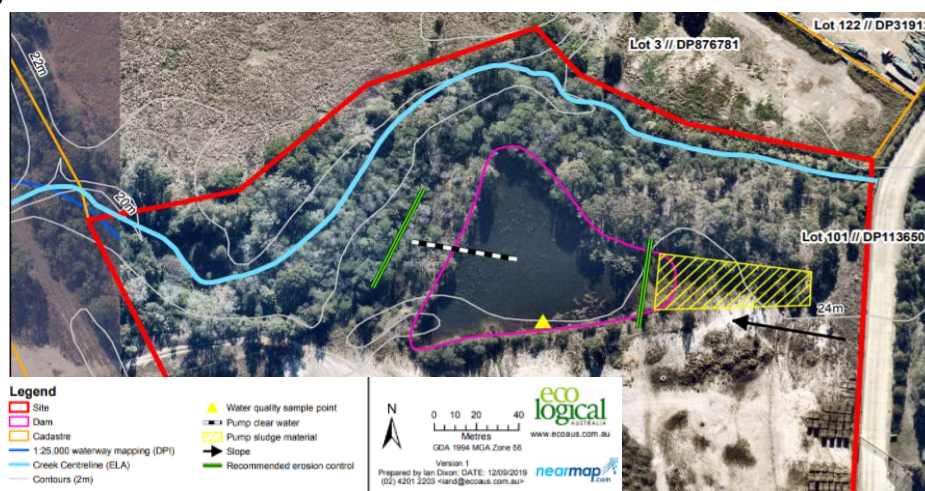 Lot 122 // DP3191
Lot 3 // DP876781
22m
20m
Lot 101 // DP113650
24m
Legend
Site
Dam
Cadastre
1:25,000 waterway mapping (DPI)
Creek Centreline (ELA)
Contours (2m)
Water quality sample point
Pump clear water
Pump sludge material
Slope
Recommended erosion control
N
0 10 20 40
Metres
GDA 1994 MGA Zone 56
Version 1
Prepared by Ian Dixon; DATE: 12/09/2019
(02) 4201 2203 <iand@ecoaus.com.au>
eco
logical
AUSTRALIA
www.ecoaus.com.au
nearmap
.com